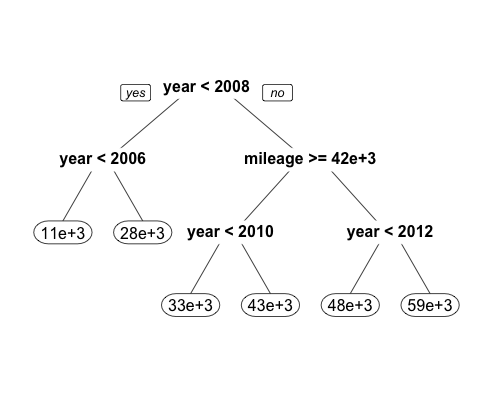 year < 2008
yes
no
year < 2006
mileage >= 42e+3
11e+3
28e+3
year < 2010
year < 2012
33e+3
43e+3
48e+3
59e+3